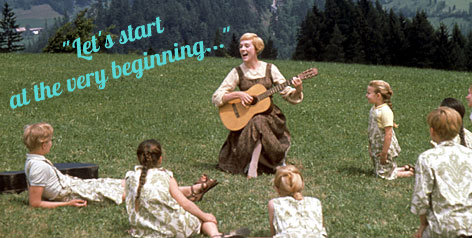 "Let's start
at the very beginning..."